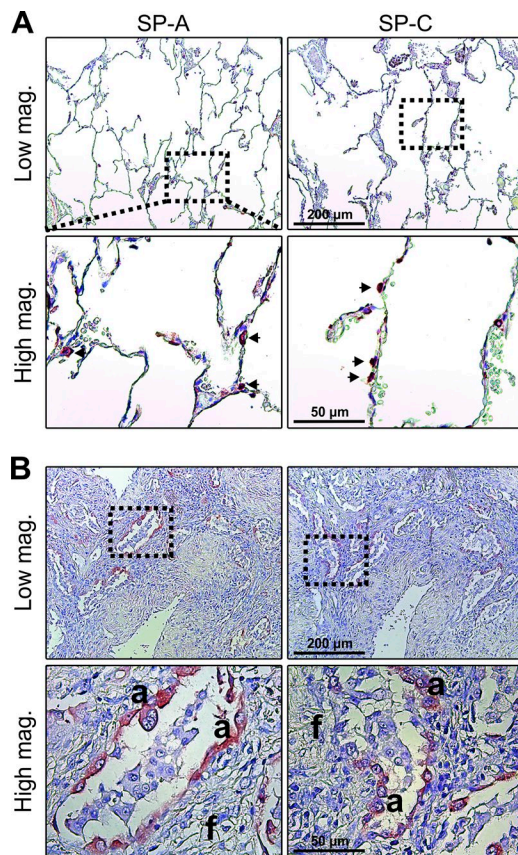 A
SP-A
SP-C
Low mag.
200 µm
High mag.
50 µm
B
Low mag.
200 µm
High mag.
a
a
f
f
a
a
50 µm